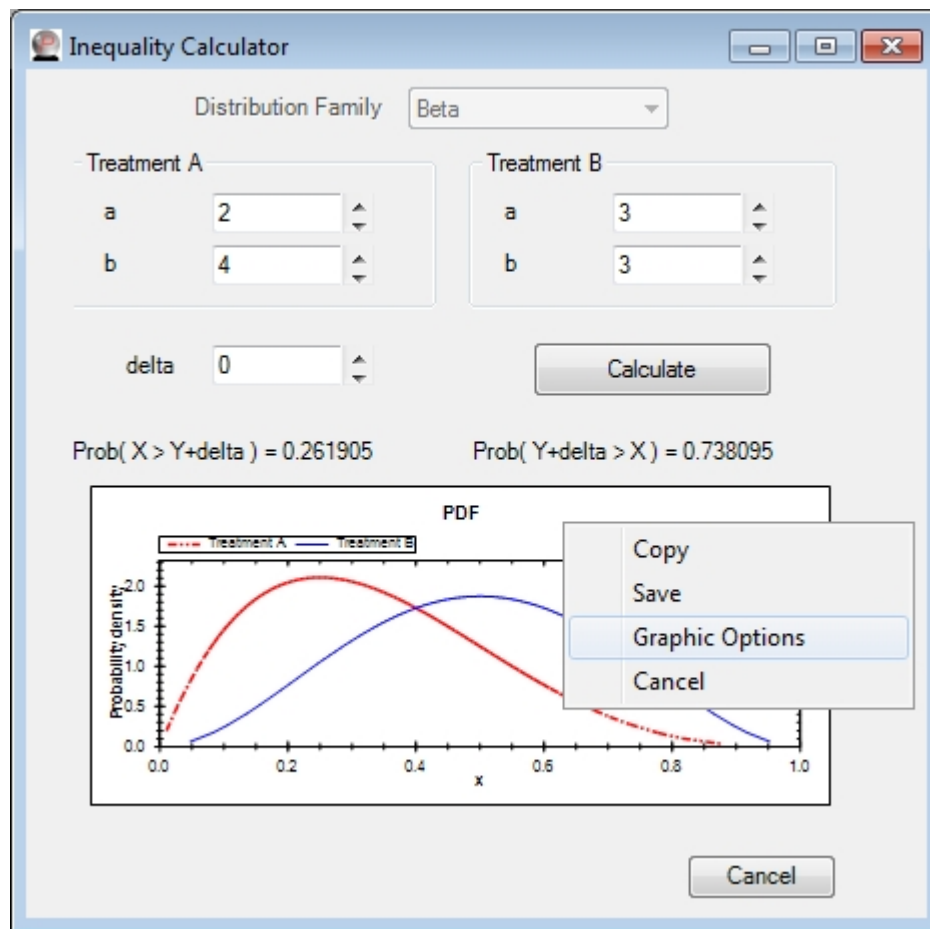 Inequality Calculator
Distribution Family Beta
Treatment A Treatment B
a 2 a 3
b 4 b 3
delta 0 Calculate
Prob( X > Y+delta ) = 0.261905 Prob( Y+delta > X ) = 0.738095
PDF
Treatment A Treatment B
Copy
Save
Graphic Options
Cancel
Probability density
2.0
1.5
1.0
0.5
0.0
0.0 0.2 0.4 0.6 0.8 1.0
x
Cancel